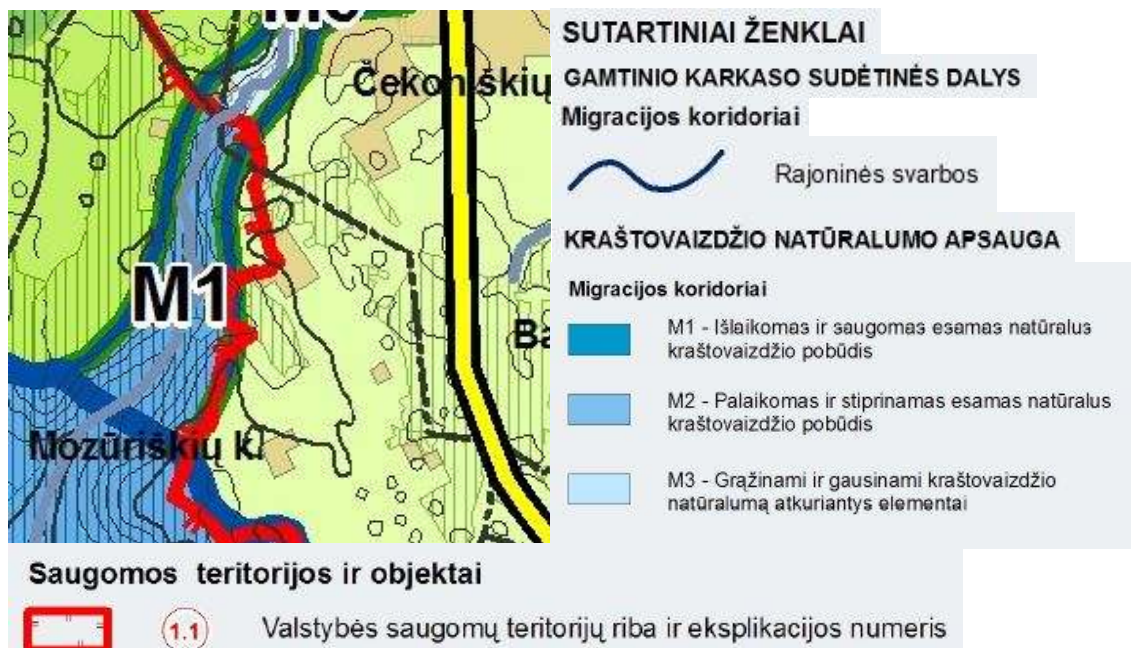 Čekoniškių
M1
Mozūriškių k.
SUTARTINIAI ŽENKLAI
GAMTINIO KARKASO SUDĖTINĖS DALYS
Migracijos koridoriai
Rajoninės svarbos
KRAŠTOVAIZDŽIO NATŪRALUMO APSAUGA
Migracijos koridoriai
M1 - Išlaikomas ir saugomas esamas natūralus
kraštovaizdžio pobūdis
M2 - Palaikomas ir stiprinamas esamas natūralus
kraštovaizdžio pobūdis
M3 - Grąžinami ir gausinami kraštovaizdžio
natūralumą atkuriantys elementai
Saugomos teritorijos ir objektai
1.1 Valstybės saugomų teritorijų riba ir eksplikacijos numeris